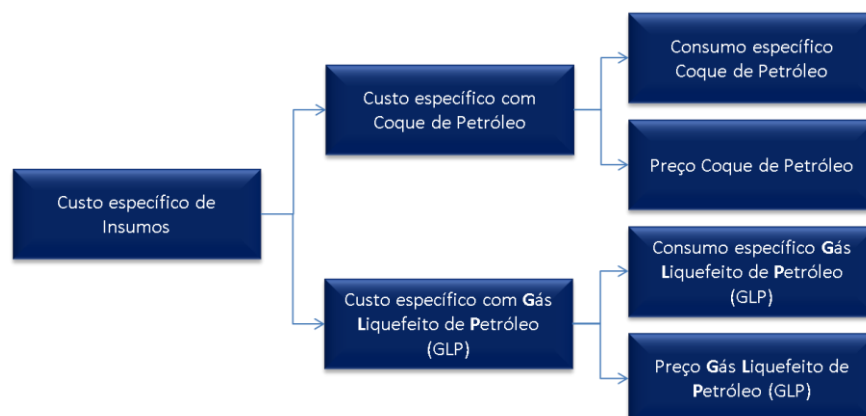 Custo específico de
Insumos
Custo específico com
Coque de Petróleo
Consumo específico
Coque de Petróleo
Preço Coque de Petróleo
Custo específico com Gás
Liquefeito de Petróleo
(GLP)
Consumo específico Gás
Liquefeito de Petróleo
(GLP)
Preço Gás Liquefeito de
Petróleo (GLP)